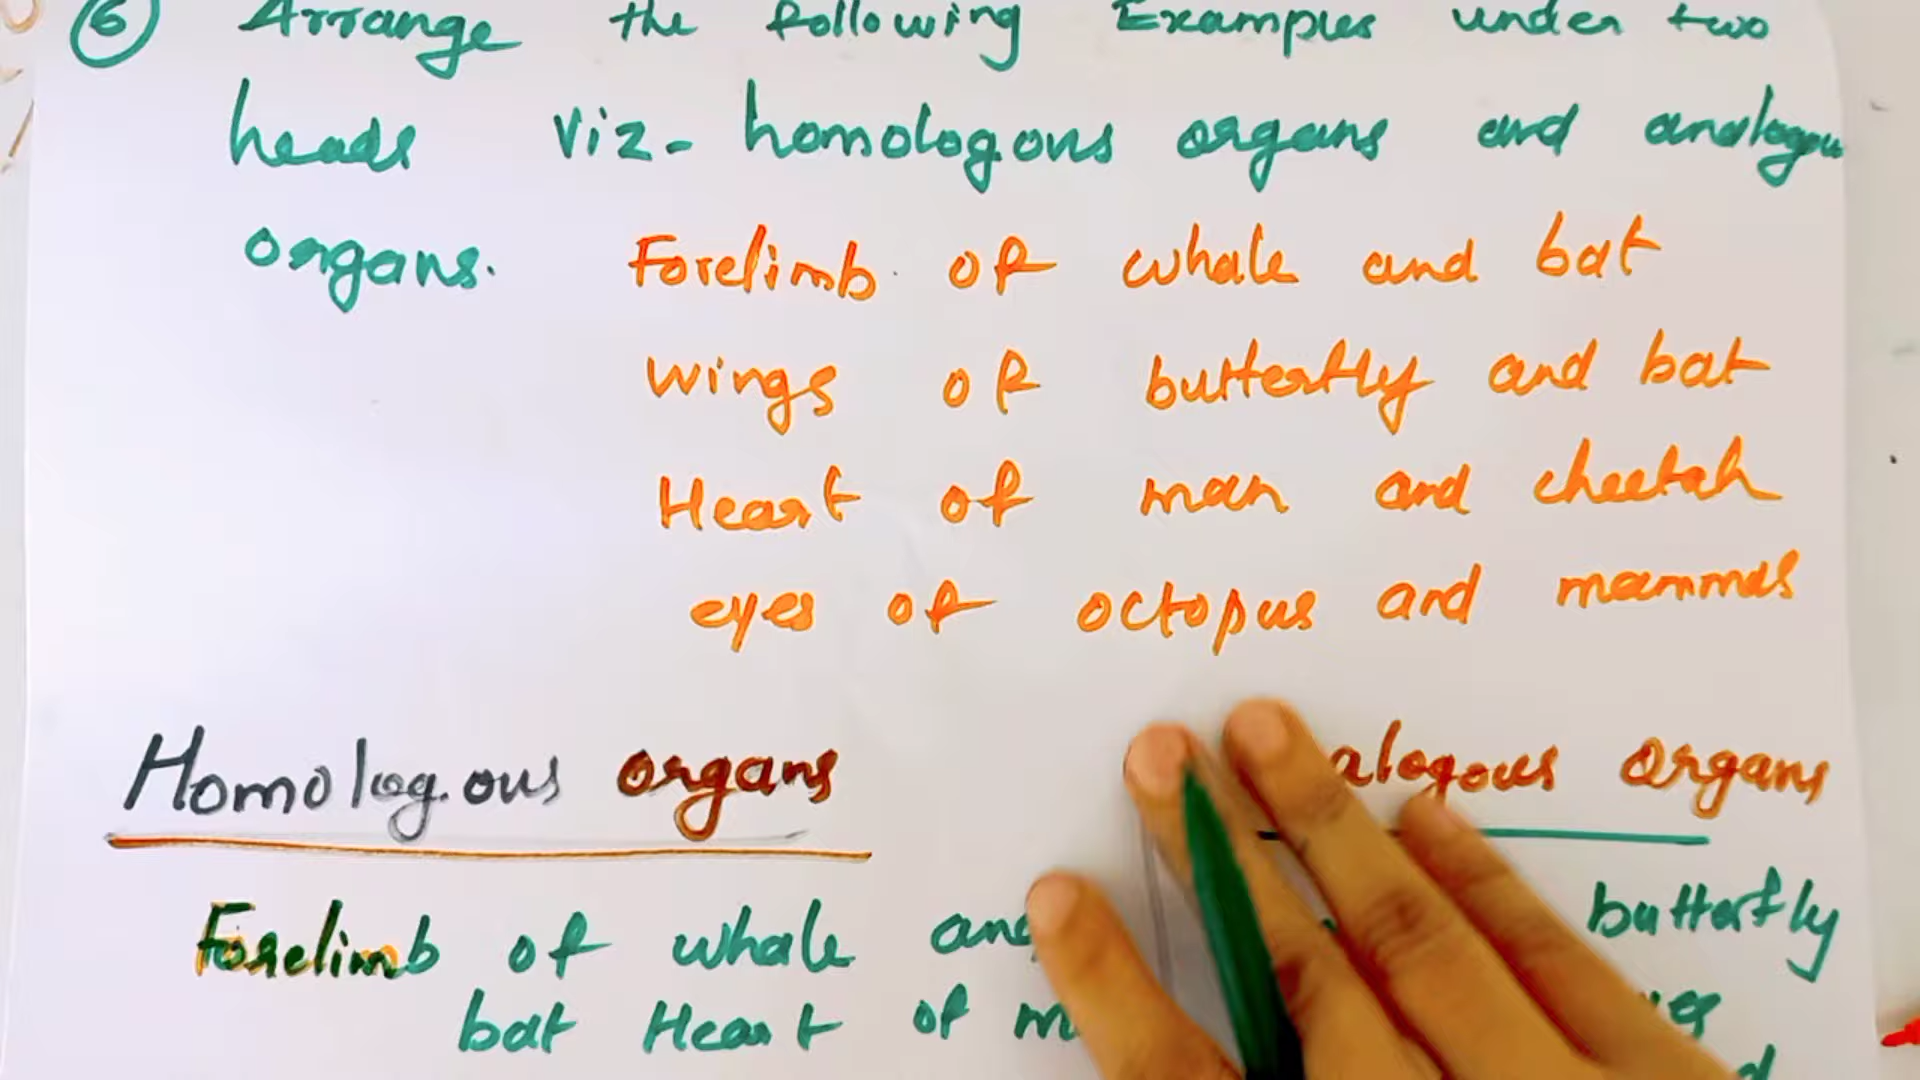 6 Arrange the following Examples under two
heads viz- homologous organs and analogou
organs.
Forelimb of whale and bat
wings of butterfly and bat
Heart of man and cheetah
eyes of octopus and mammals
Homologous organs
alogous organs
Forelimb of whale and
butterfly
bat Heart of m